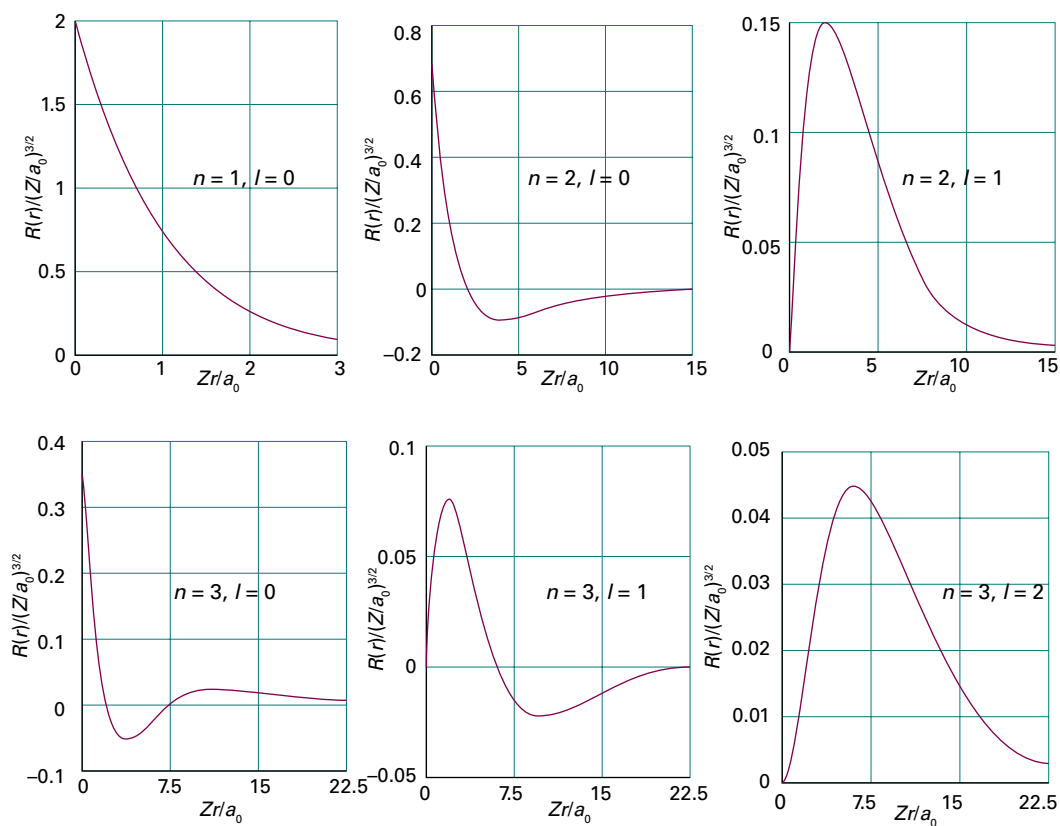 2
1.5
1
0.5
0
R(r)/(Z/a₀)³/²
n = 1, l = 0
0 1 2 3
Zr/a₀
0.8
0.6
0.4
0.2
0
–0.2
R(r)/(Z/a₀)³/²
n = 2, l = 0
0 5 10 15
Zr/a₀
0.15
0.10
0.05
0
R(r)/(Z/a₀)³/²
n = 2, l = 1
0 5 10 15
Zr/a₀
0.4
0.3
0.2
0.1
0
–0.1
R(r)/(Z/a₀)³/²
n = 3, l = 0
0 7.5 15 22.5
Zr/a₀
0.1
0.05
0
–0.05
R(r)/(Z/a₀)³/²
n = 3, l = 1
0 7.5 15 22.5
Zr/a₀
0.05
0.04
0.03
0.02
0.01
0
R(r)/(Z/a₀)³/²
n = 3, l = 2
0 7.5 15 22.5
Zr/a₀